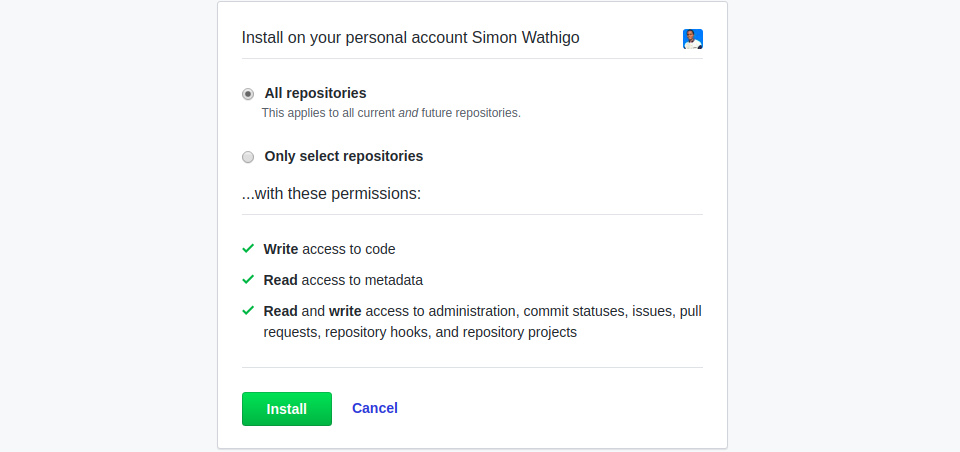 Install on your personal account Simon Wathigo
All repositories
This applies to all current and future repositories.
Only select repositories
...with these permissions:
Write access to code
Read access to metadata
Read and write access to administration, commit statuses, issues, pull
requests, repository hooks, and repository projects
Install Cancel